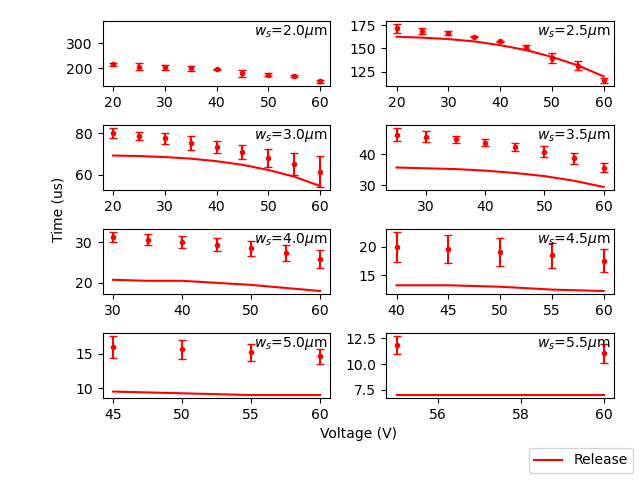 w_s=2.0μm
300
200
20 30 40 50 60
w_s=2.5μm
175
150
125
20 30 40 50 60
w_s=3.0μm
80
60
20 30 40 50 60
w_s=3.5μm
40
30
30 40 50 60
w_s=4.0μm
30
20
30 35 40 45 50 55 60
w_s=4.5μm
20
15
40 45 50 55 60
w_s=5.0μm
15
10
45 50 55 60
w_s=5.5μm
12.5
10.0
7.5
56 58 60
Time (us)
Voltage (V)
Release